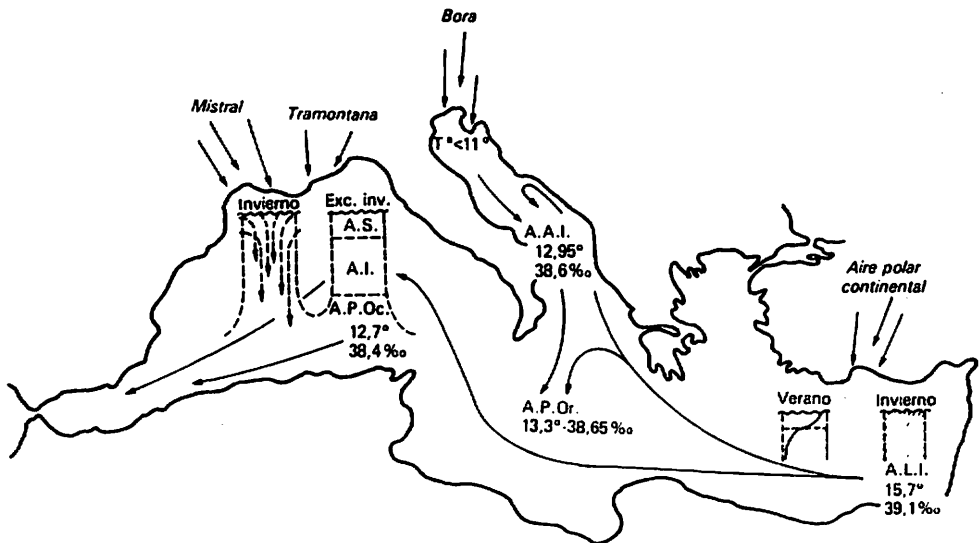 Bora
Mistral
Tramontana
T°<11°
Invierno
Exc. inv.
A.S.
A.I.
A.P.Oc.
12,7°
38,4‰
A.A.I.
12,95°
38,6‰
Aire polar
continental
A.P.Or.
13,3°-38,65‰
Verano
Invierno
A.L.I.
15,7°
39,1‰